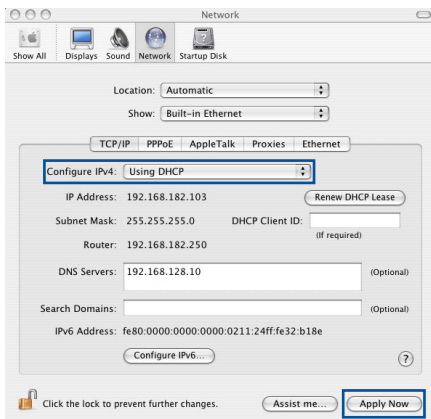 Network
Show All Displays Sound Network Startup Disk
Location: Automatic
Show: Built-in Ethernet
TCP/IP PPPoE AppleTalk Proxies Ethernet
Configure IPv4: Using DHCP
IP Address: 192.168.182.103 Renew DHCP Lease
Subnet Mask: 255.255.255.0 DHCP Client ID:
(If required)
Router: 192.168.182.250
DNS Servers: 192.168.128.10 (Optional)
Search Domains: (Optional)
IPv6 Address: fe80:0000:0000:0000:0211:24ff:fe32:b18e
Configure IPv6... ?
Click the lock to prevent further changes. Assist me... Apply Now